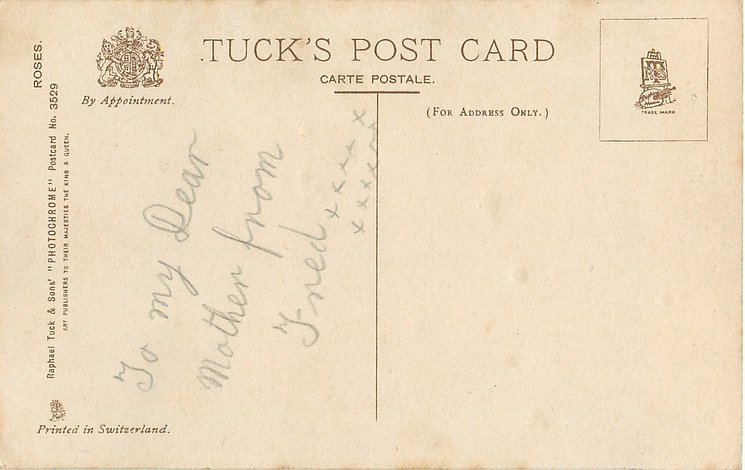 TUCK'S POST CARD
CARTE POSTALE.
By Appointment.
(FOR ADDRESS ONLY.)
TRADE MARK
ROSES.
Raphael Tuck & Sons' "PHOTOCHROME" Postcard No. 3529
ART PUBLISHERS TO THEIR MAJESTIES THE KING & QUEEN.
To my Dear
Mother from
Fred x x x x x
x x x x x x
Printed in Switzerland.